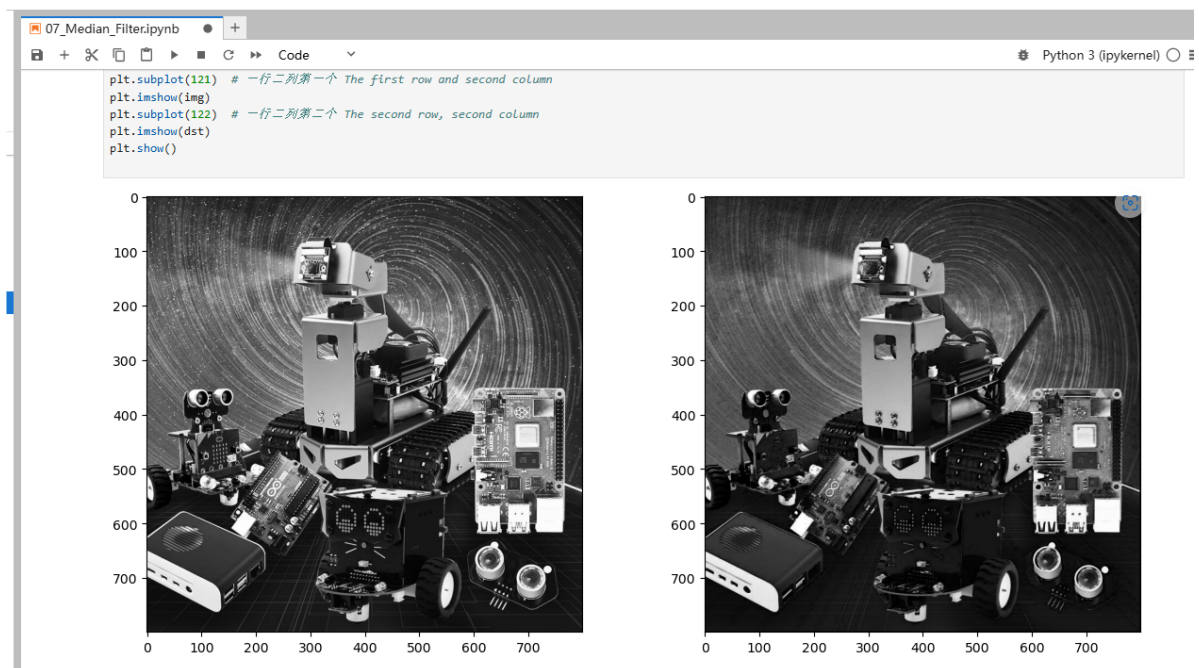 07_Median_Filter.ipynb
Code
Python 3 (ipykernel)
plt.subplot(121)  # 一行二列第一个 The first row and second column
plt.imshow(img)
plt.subplot(122)  # 一行二列第二个 The second row, second column
plt.imshow(dst)
plt.show()
0
100
200
300
400
500
600
700
0 100 200 300 400 500 600 700
0
100
200
300
400
500
600
700
0 100 200 300 400 500 600 700